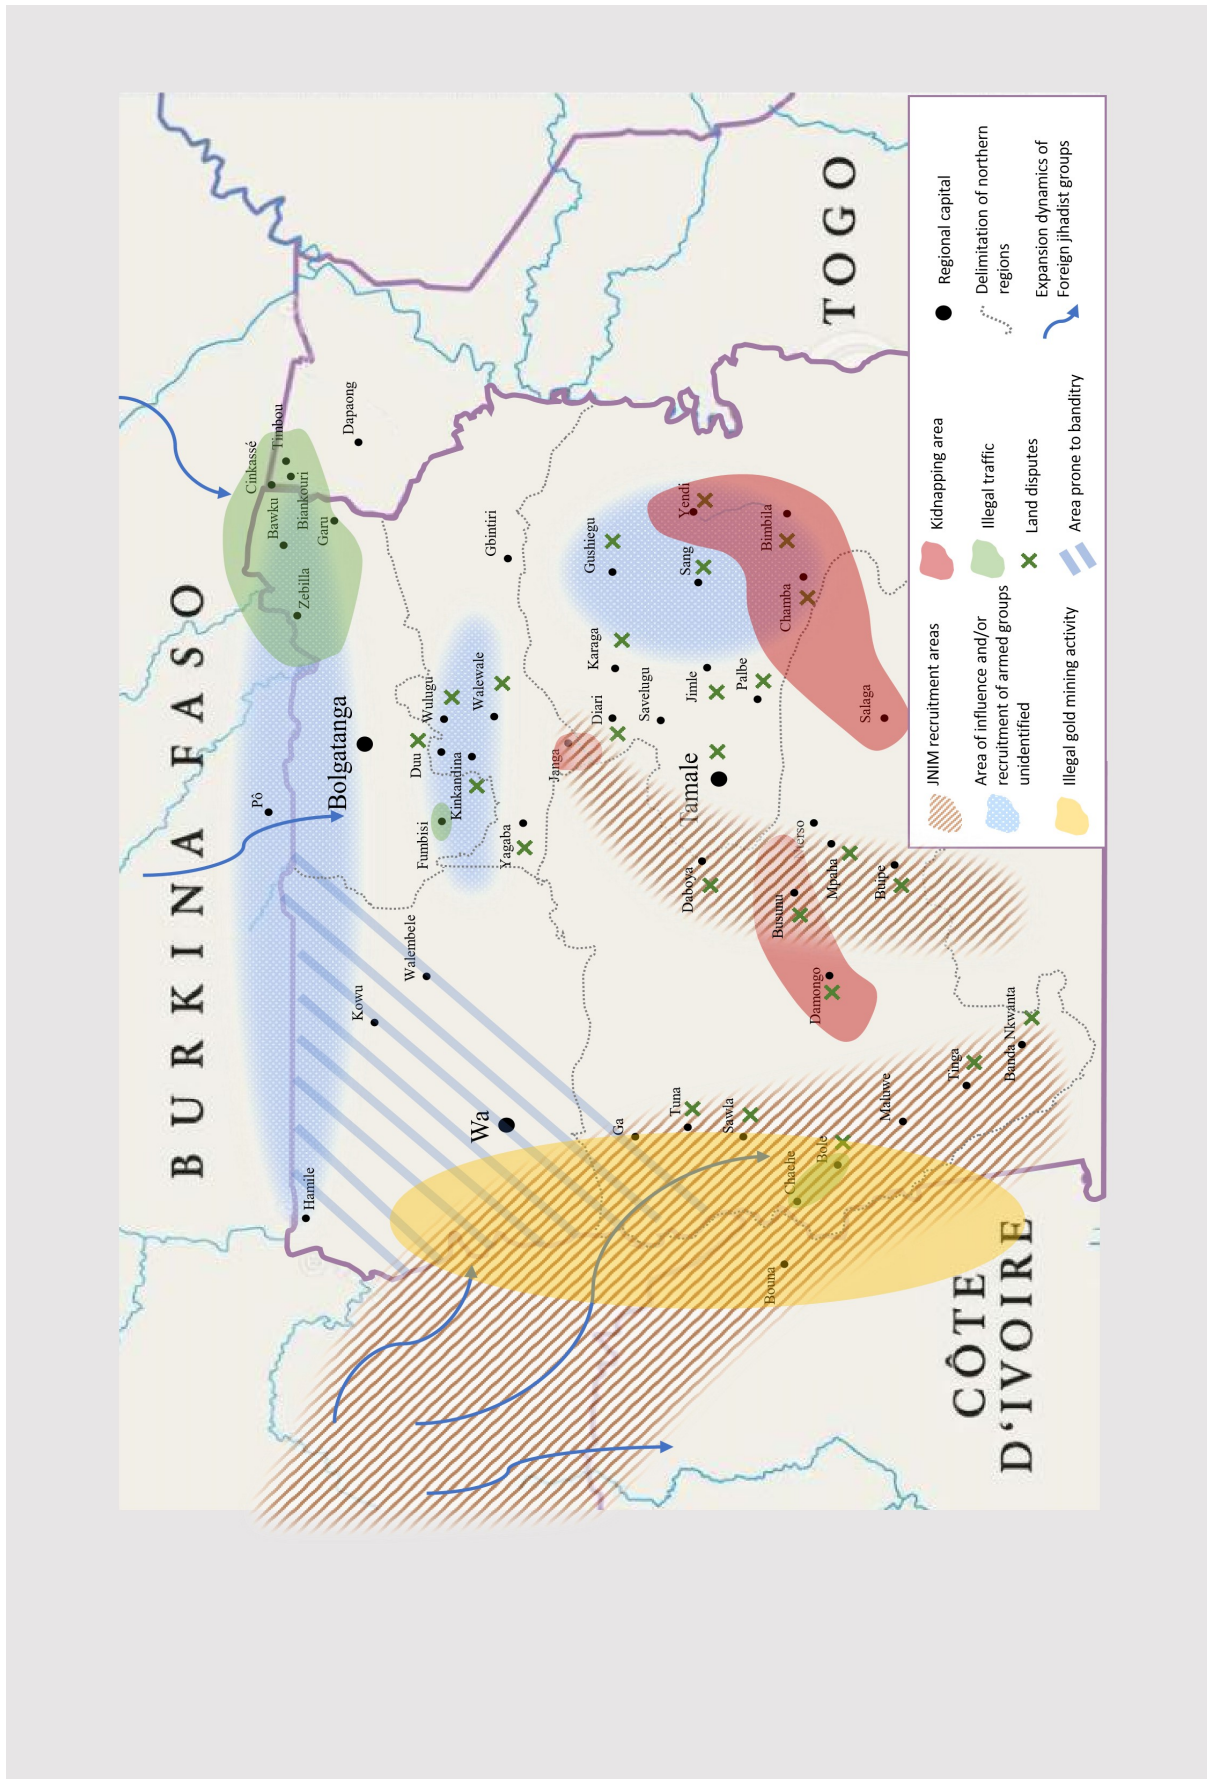 BURKINA FASO
Pô
Cinkassé
Bawku
Timbou
Hamile
Zebilla
Biankouri
Garu
Bolgatanga
Dapaong
Kowu
Walembele
Duu
Fumbisi
Wulugu
Kinkandina
Walewale
Wa
Gbintiri
Yagaba
Janga
Gushiegu
Karaga
Diari
Ga
Savelugu
Tuna
Tamale
Daboya
Jimle
Sang
Yendi
Sawla
Palbe
Bouna
Bimbila
Busunu
Chamba
Chache
Damongo
Bole
Mpaha
TOGO
Salaga
Buipe
Maluwe
Tinga
Banda Nkwanta
CÔTE
D‘IVOIRE
JNIM recruitment areas
Area of influence and/or
recruitment of armed groups
unidentified
Illegal gold mining activity
Kidnapping area
Illegal traffic
Land disputes
Area prone to banditry
Regional capital
Delimitation of northern
regions
Expansion dynamics of
Foreign jihadist groups